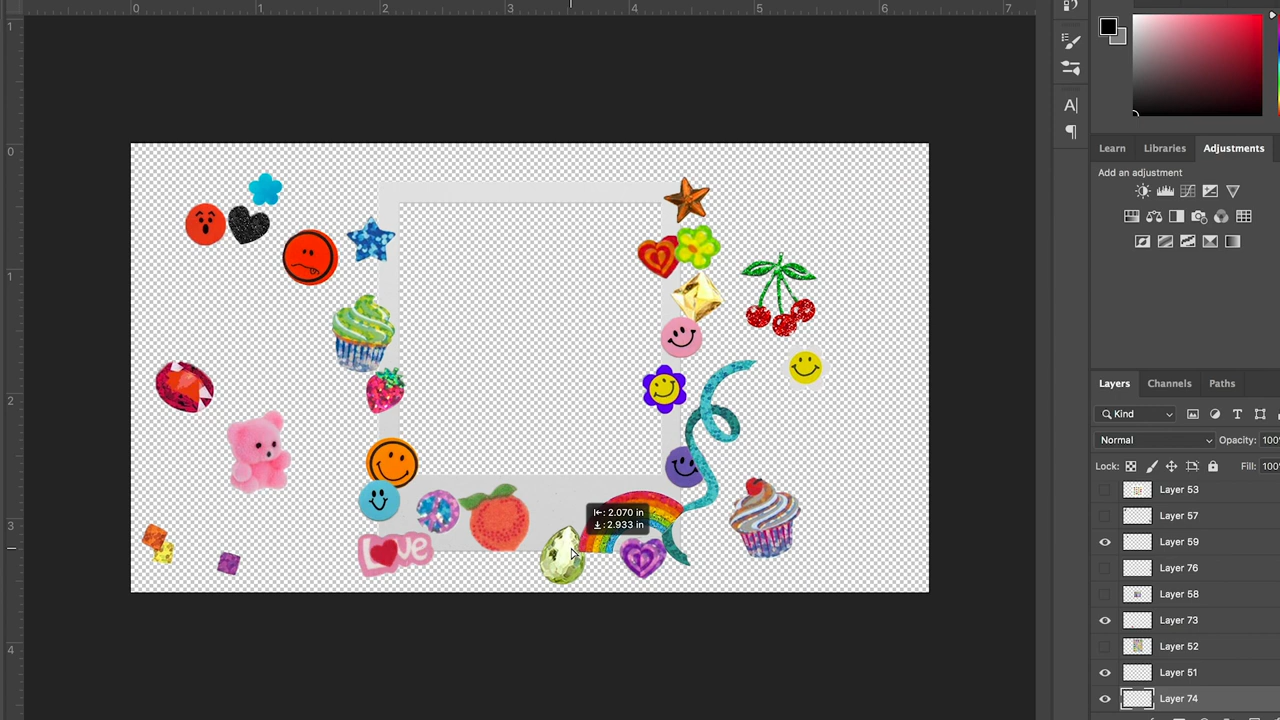 0 1 2 3 4 5 6 7
1
0
1
2
3
4
←: 2.070 in
↓: 2.933 in
Love
A|
¶
Learn Libraries Adjustments
Add an adjustment
Layers Channels Paths
Kind
Normal Opacity: 100
Lock: Fill: 100
Layer 53
Layer 57
Layer 59
Layer 76
Layer 58
Layer 73
Layer 52
Layer 51
Layer 74